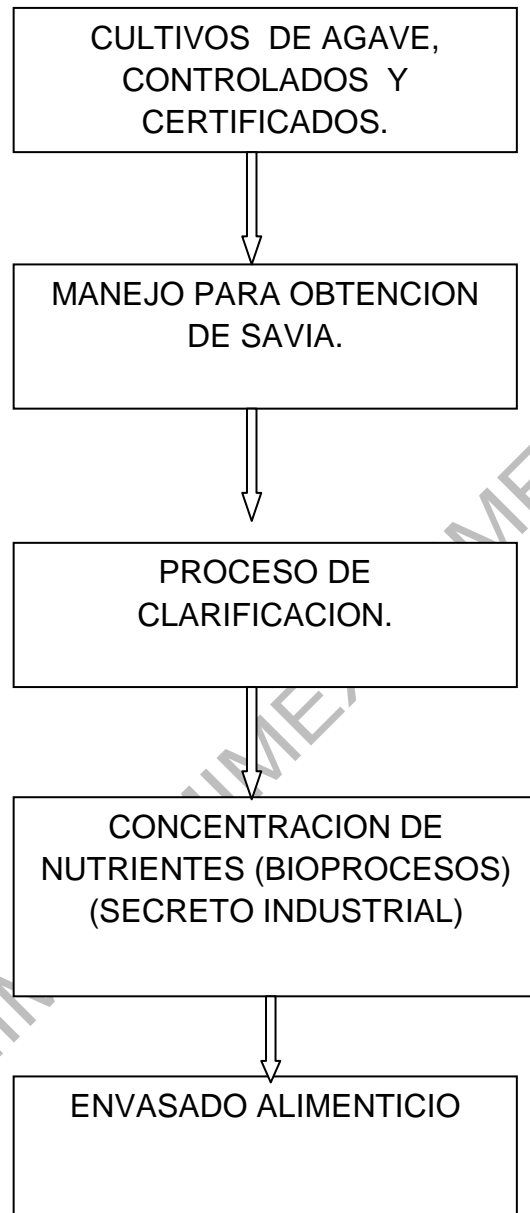 CULTIVOS DE AGAVE,
CONTROLADOS Y
CERTIFICADOS.
MANEJO PARA OBTENCION
DE SAVIA.
PROCESO DE
CLARIFICACION.
CONCENTRACION DE
NUTRIENTES (BIOPROCESOS)
(SECRETO INDUSTRIAL)
ENVASADO ALIMENTICIO